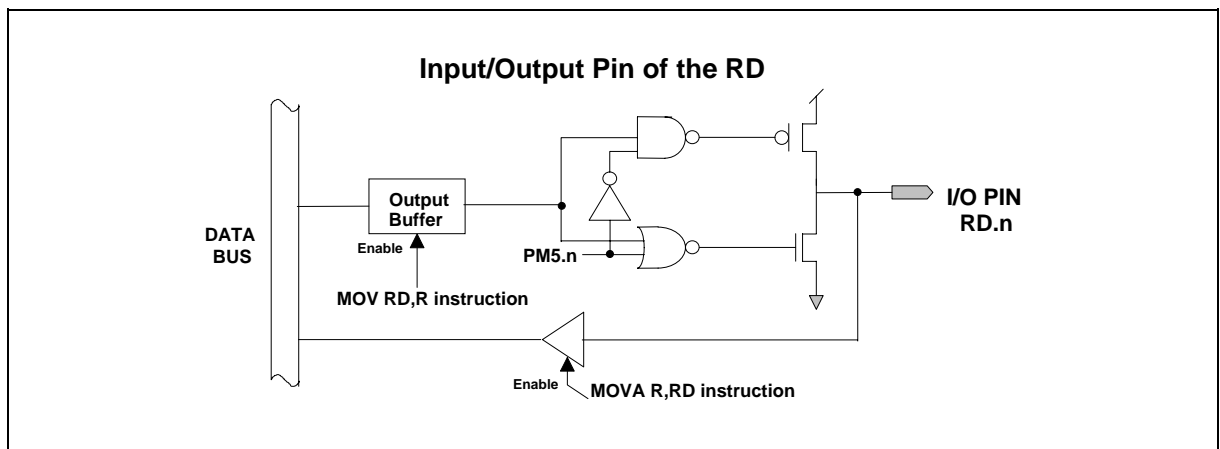 Input/Output Pin of the RD
Output
Buffer
I/O PIN
RD.n
DATA
BUS
Enable
PM5.n
MOV RD,R instruction
Enable
MOVA R,RD instruction